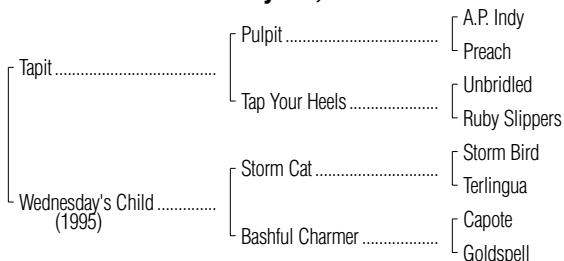 A.P. Indy
Pulpit ........................................
Preach
Tapit ..........................................
Unbridled
Tap Your Heels .......................
Ruby Slippers
Storm Bird
Storm Cat ................................
Terlingua
Wednesday's Child ...............
(1995)
Capote
Bashful Charmer ....................
Goldspell